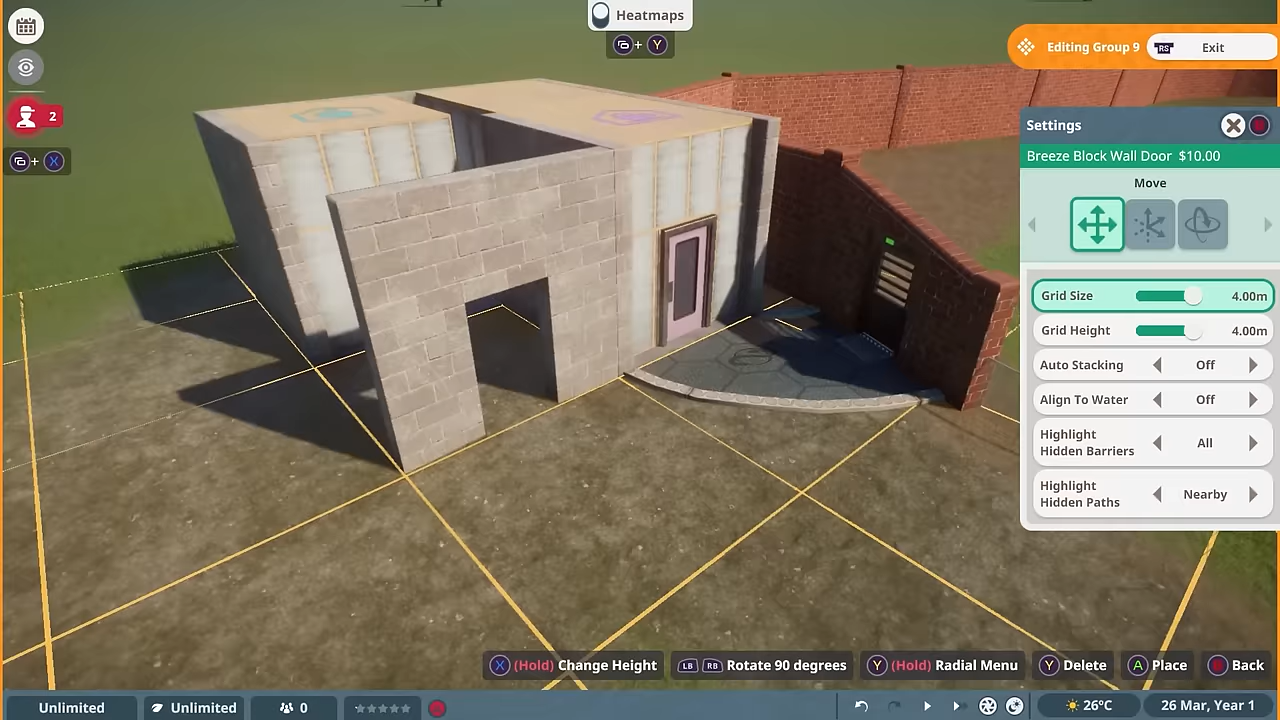 Heatmaps
+ Y
Editing Group 9
RS
Exit
2
+ X
Settings
Breeze Block Wall Door $10.00
Move
Grid Size 4.00m
Grid Height 4.00m
Auto Stacking Off
Align To Water Off
Highlight
Hidden Barriers All
Highlight
Hidden Paths Nearby
X (Hold) Change Height LB RB Rotate 90 degrees Y (Hold) Radial Menu Y Delete A Place Back
Unlimited Unlimited 0 26°C 26 Mar, Year 1